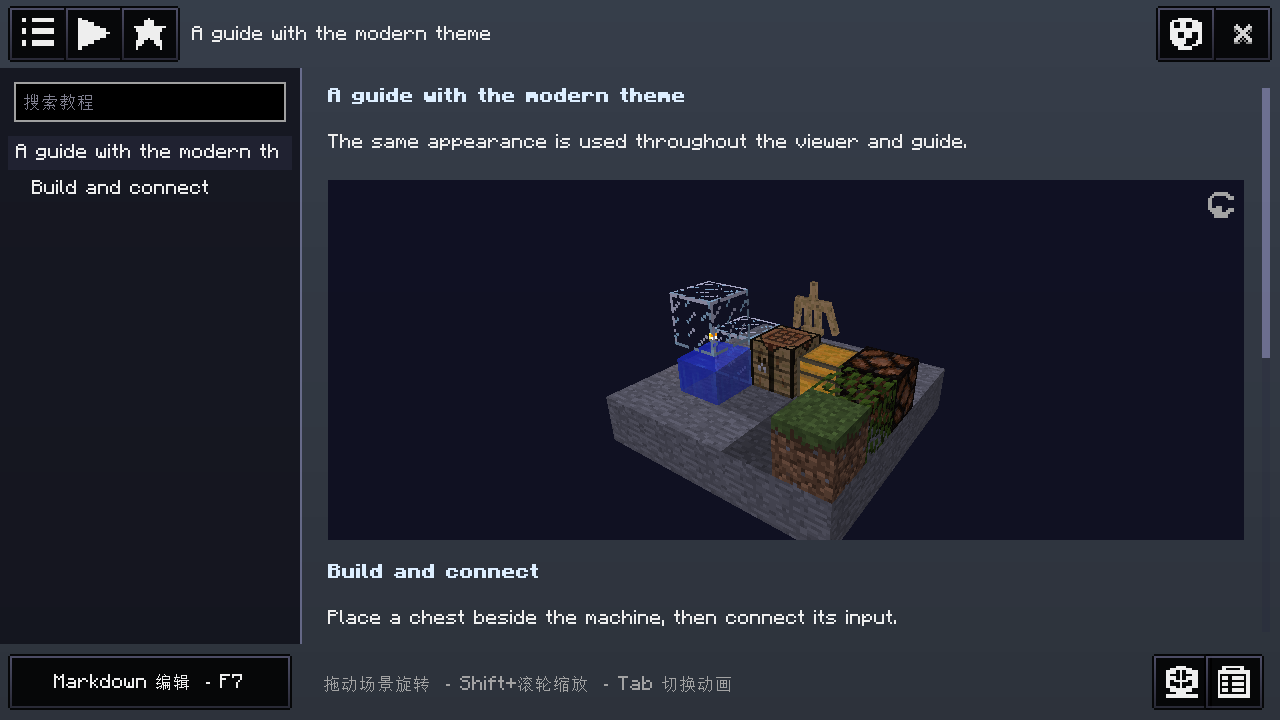 A guide with the modern theme
搜索教程
A guide with the modern th
Build and connect
A guide with the modern theme
The same appearance is used throughout the viewer and guide.
Build and connect
Place a chest beside the machine, then connect its input.
Markdown 编辑 - F7
拖动场景旋转 - Shift+滚轮缩放 - Tab 切换动画